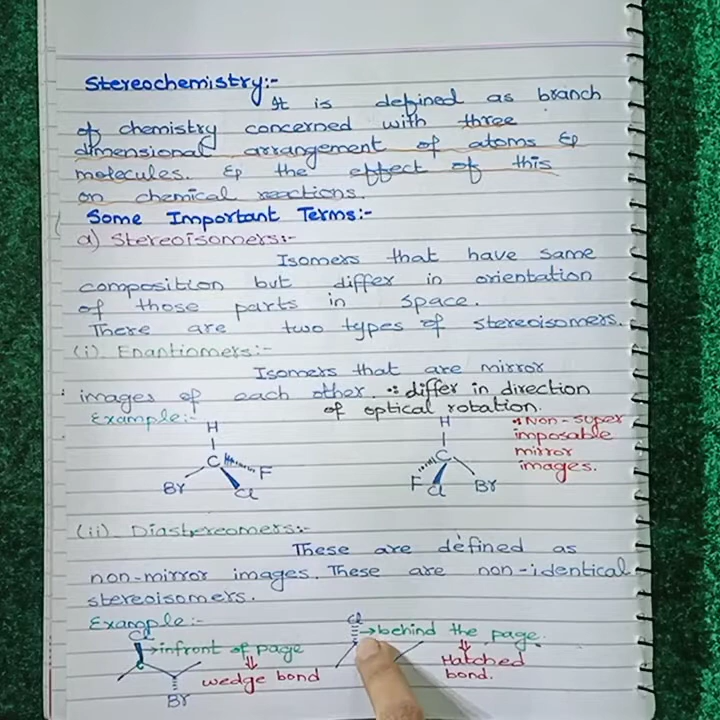 Stereochemistry:-
It is defined as branch
of chemistry concerned with three
dimensional arrangement of atoms &
molecules. & the effect of this
on chemical reactions.
Some Important Terms:-
a) Stereoisomers:-
Isomers that have same
composition but differ in orientation
of those parts in space.
There are two types of stereoisomers.
(i) Enantiomers:-
Isomers that are mirror
images of each other. ∵ differ in direction
of optical rotation.
Example:-
H
C
F
Br
Cl
H
C
F
Cl
Br
Non-super
imposable
mirror
images.
(ii) Diastereomers:-
These are defined as
non-mirror images. These are non-identical
stereoisomers.
Example:-
Cl
→infront of page
⇓
wedge bond
Br
Cl
→behind the page.
⇓
Hatched
bond.